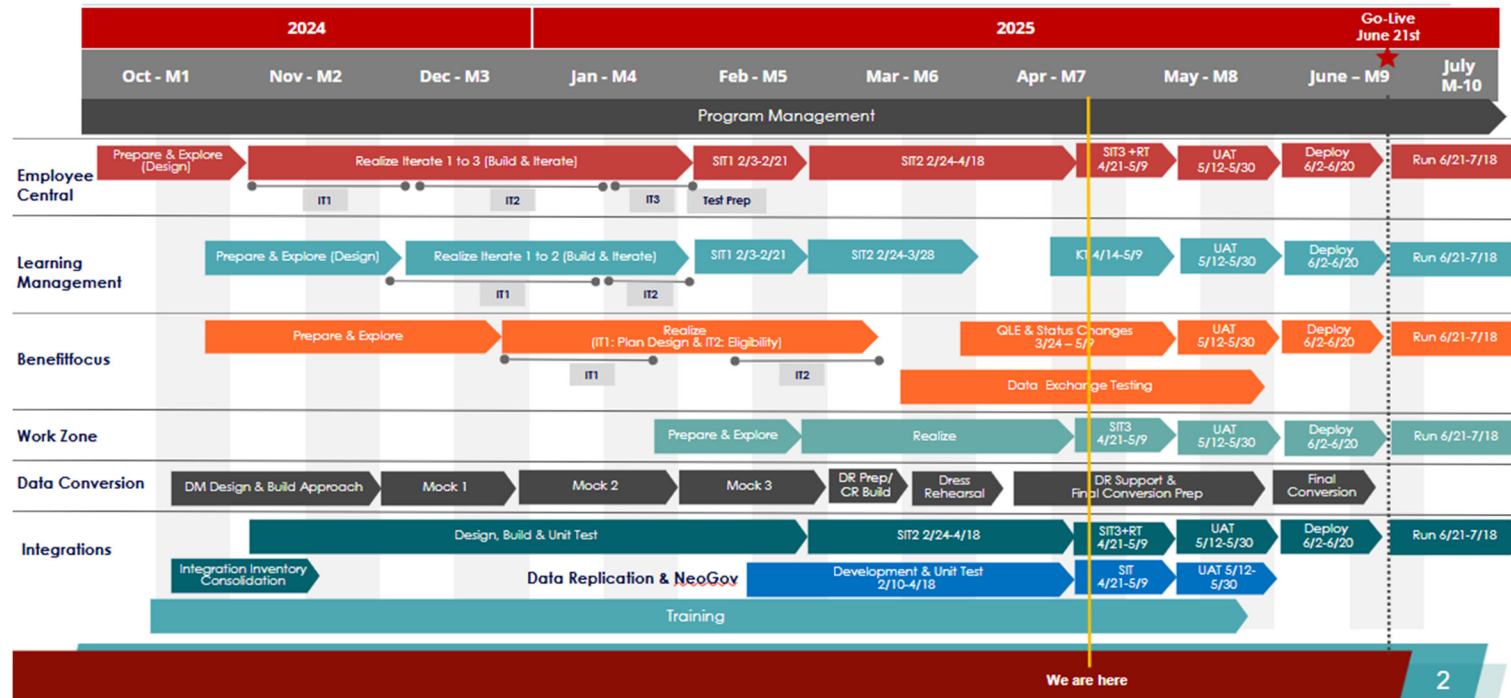 2024
2025
Go-Live
June 21st
Oct - M1
Nov - M2
Dec - M3
Jan - M4
Feb - M5
Mar - M6
Apr - M7
May - M8
June – M9
July
M-10
Program Management
Employee
Central
Prepare & Explore
(Design)
Realize Iterate 1 to 3 (Build & Iterate)
SIT1 2/3-2/21
SIT2 2/24-4/18
SIT3 +RT
4/21-5/9
UAT
5/12-5/30
Deploy
6/2-6/20
Run 6/21-7/18
IT1
IT2
IT3
Test Prep
Learning
Management
Prepare & Explore (Design)
Realize Iterate 1 to 2 (Build & Iterate)
SIT1 2/3-2/21
SIT2 2/24-3/28
KT 4/14-5/9
UAT
5/12-5/30
Deploy
6/2-6/20
Run 6/21-7/18
IT1
IT2
Benefitfocus
Prepare & Explore
Realize
(IT1: Plan Design & IT2: Eligibility)
QLE & Status Changes
3/24 – 5/9
UAT
5/12-5/30
Deploy
6/2-6/20
Run 6/21-7/18
IT1
IT2
Data Exchange Testing
Work Zone
Prepare & Explore
Realize
SIT3
4/21-5/9
UAT
5/12-5/30
Deploy
6/2-6/20
Run 6/21-7/18
Data Conversion
DM Design & Build Approach
Mock 1
Mock 2
Mock 3
DR Prep/
CR Build
Dress
Rehearsal
DR Support &
Final Conversion Prep
Final
Conversion
Integrations
Design, Build & Unit Test
SIT2 2/24-4/18
SIT3+RT
4/21-5/9
UAT
5/12-5/30
Deploy
6/2-6/20
Run 6/21-7/18
Integration Inventory
Consolidation
Data Replication & NeoGov
Development & Unit Test
2/10-4/18
SIT
4/21-5/9
UAT 5/12-
5/30
Training
We are here
2